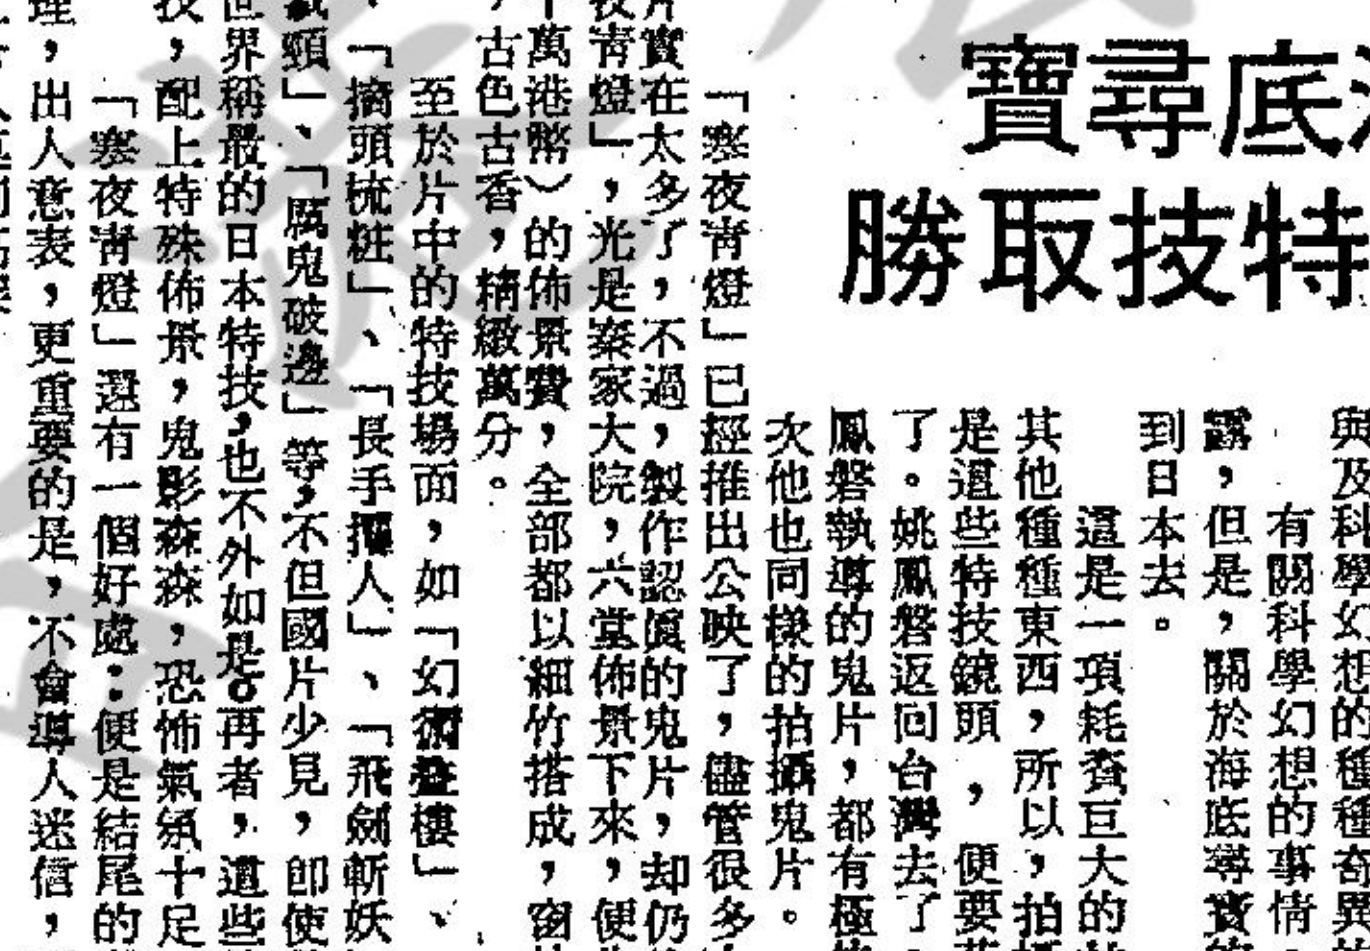 底尋寶
特技取勝
與及科學幻想的種種奇異
有關科學幻想的事情
露，但是，關於海底尋寶
到日本去。
這是一項耗資巨大的
其他種種東西，所以，拍
是這些特技鏡頭，便要
了。姚鳳磐返回台灣去了
鳳磐執導的鬼片，都有極
次他也同樣的拍攝鬼片。
「寒夜青燈」已經推出公映了，儘管很多
片實在太多了，不過，製作認真的鬼片，却仍
夜青燈」，光是秦家大院，六堂佈景下來，便
十萬港幣）的佈景費，全部都以細竹搭成，窗
，古色古香，精緻萬分。
至於片中的特技場面，如「幻術疊樓」、
、「摘頭梳粧」、「長手攫人」、「飛劍斬妖
頸」、「厲鬼破邊」等，不但國片少見，卽使
世界稱最的日本特技，也不外如是。再者，這些
技，配上特殊佈景，鬼影森森，恐怖氣氛十足
「寒夜青燈」還有一個好處：便是結尾的
理，出人意表，更重要的是，不會導人迷信，